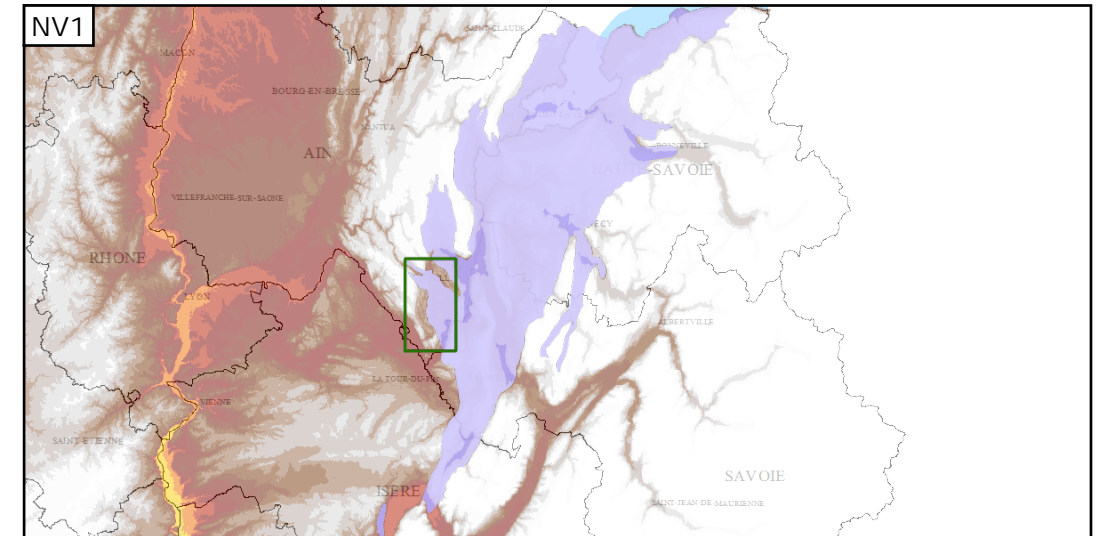 NV1
SAINT-CLAUDE
MACON
BOURG-EN-BRESSE
NANTUA
AIN
BONNEVILLE
HAUTE-SAVOIE
VILLEFRANCHE-SUR-SAONE
RHONE
LYON
ALBERTVILLE
LA TOUR-DU-PIN
VIENNE
SAINT-ETIENNE
SAVOIE
ISERE
SAINT-JEAN-DE-MAURIENNE